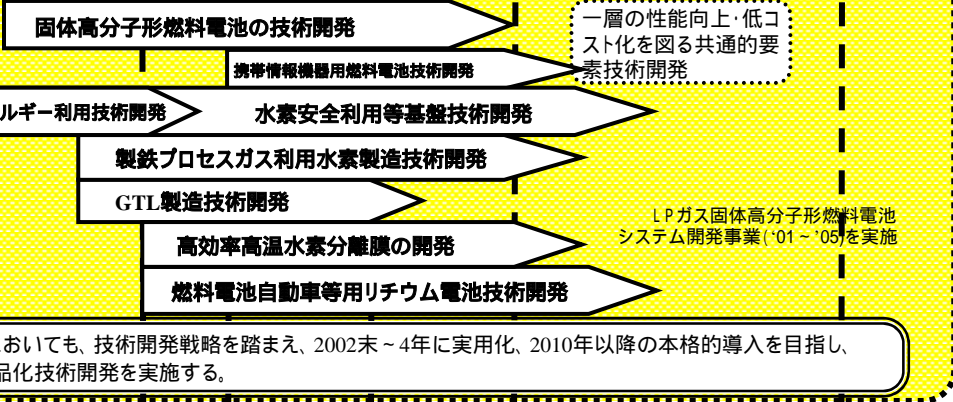 固体高分子形燃料電池の技術開発
一層の性能向上・低コ
スト化を図る共通的要
素技術開発
携帯情報機器用燃料電池技術開発
ルギー利用技術開発
水素安全利用等基盤技術開発
製鉄プロセスガス利用水素製造技術開発
GTL製造技術開発
LPガス固体高分子形燃料電池
システム開発事業(‘01～’05)を実施
高効率高温水素分離膜の開発
燃料電池自動車等用リチウム電池技術開発
おいても、技術開発戦略を踏まえ、2002末～4年に実用化、2010年以降の本格的導入を目指し、
品化技術開発を実施する。